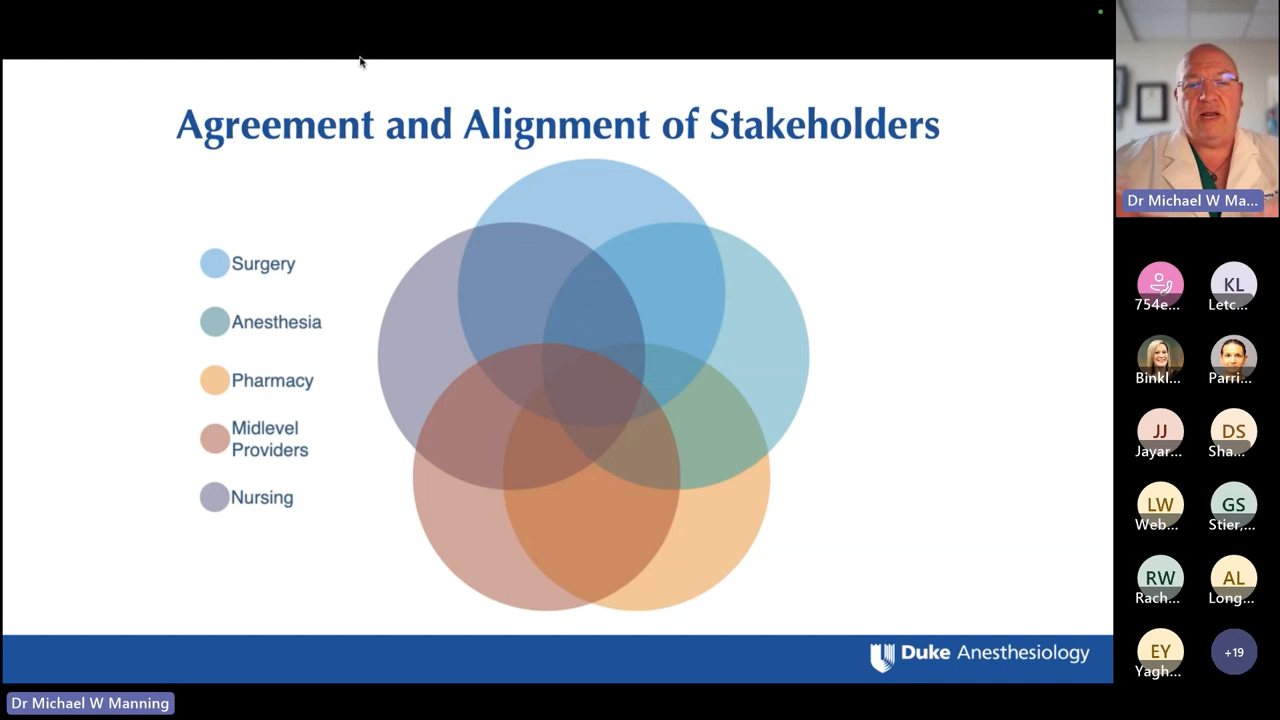 Agreement and Alignment of Stakeholders
Surgery
Anesthesia
Pharmacy
Midlevel
Providers
Nursing
Duke Anesthesiology
Dr Michael W Manning
Dr Michael W Ma...
754e...
KL
Letc...
Binkl...
Parri...
JJ
Jayar...
DS
Sha...
LW
Web...
GS
Stier,...
RW
Rach...
AL
Long...
EY
Yagh...
+19